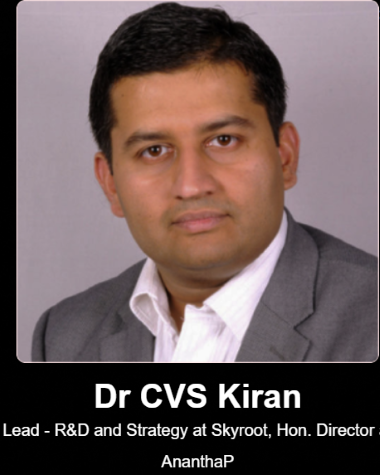 Dr CVS Kiran
Lead - R&D and Strategy at Skyroot, Hon. Director
AnanthaP